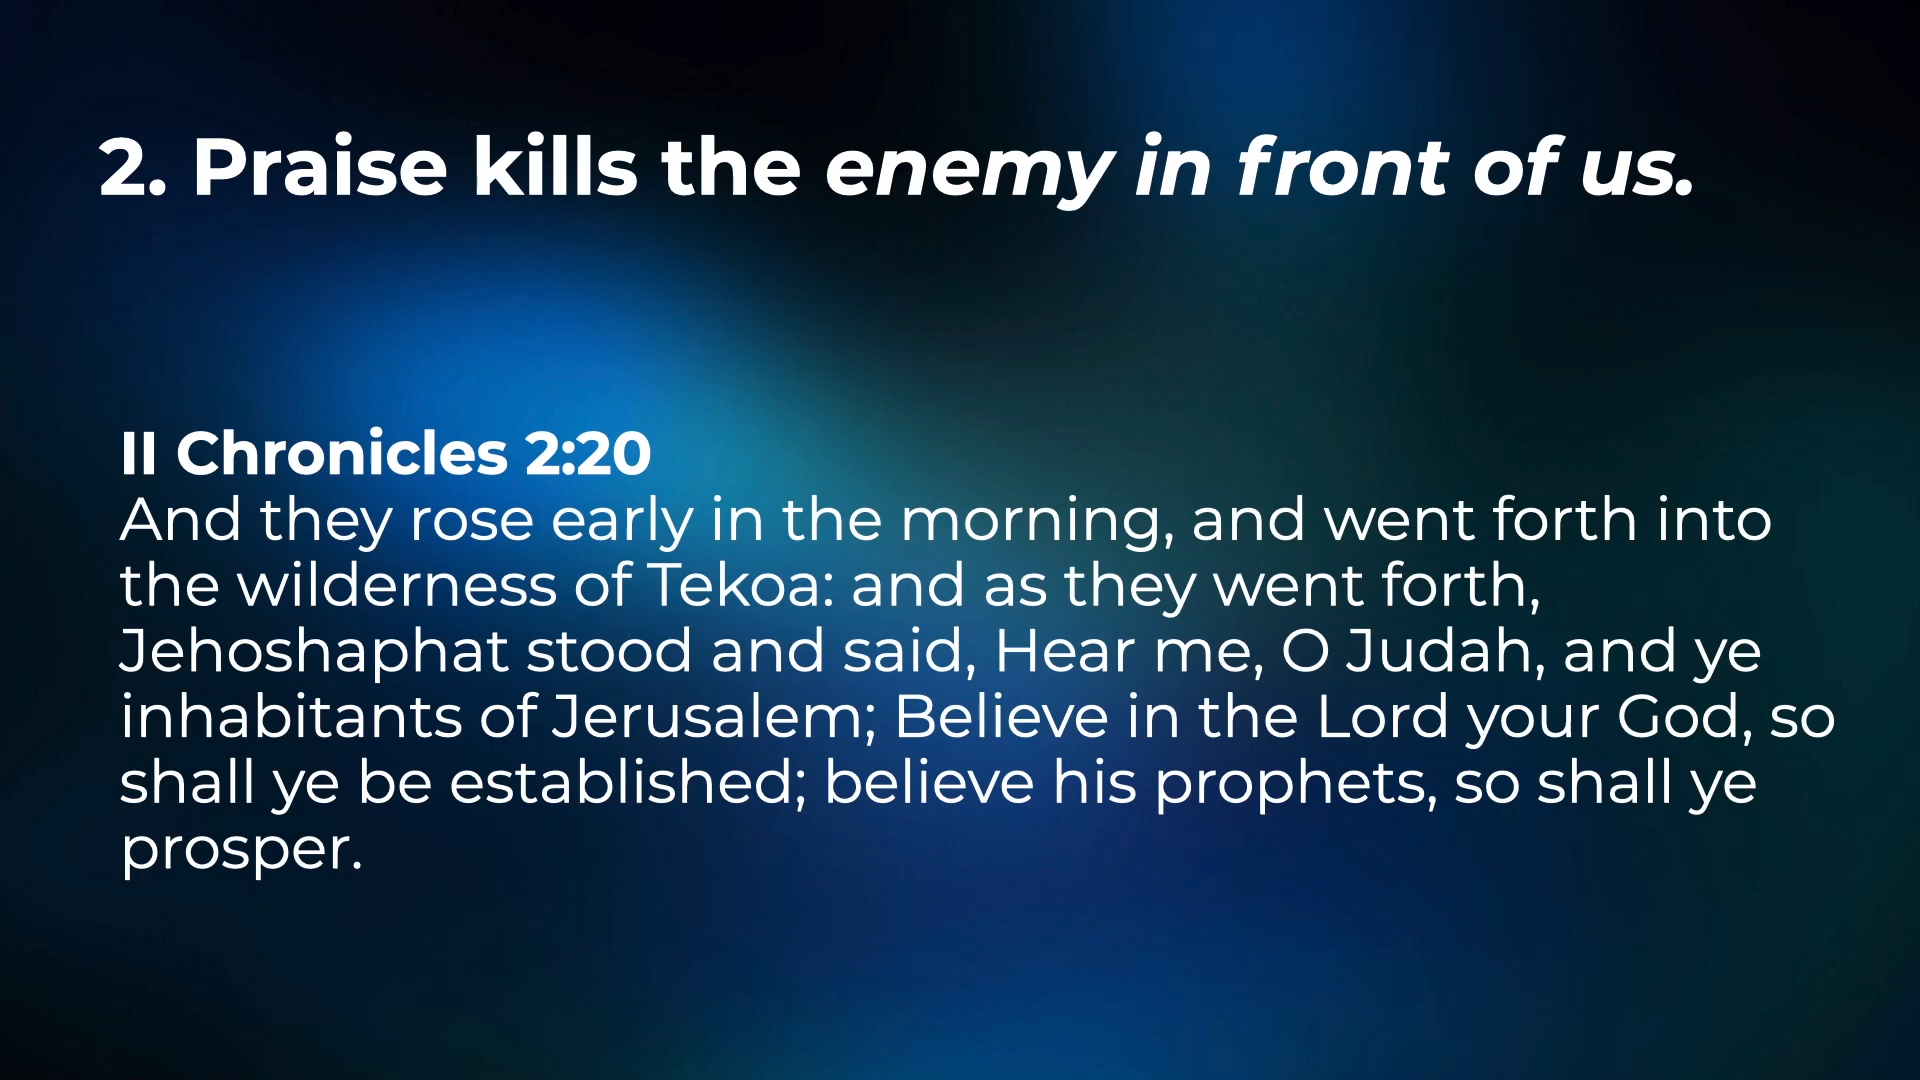 2. Praise kills the enemy in front of us.
II Chronicles 2:20
And they rose early in the morning, and went forth into
the wilderness of Tekoa: and as they went forth,
Jehoshaphat stood and said, Hear me, O Judah, and ye
inhabitants of Jerusalem; Believe in the Lord your God, so
shall ye be established; believe his prophets, so shall ye
prosper.